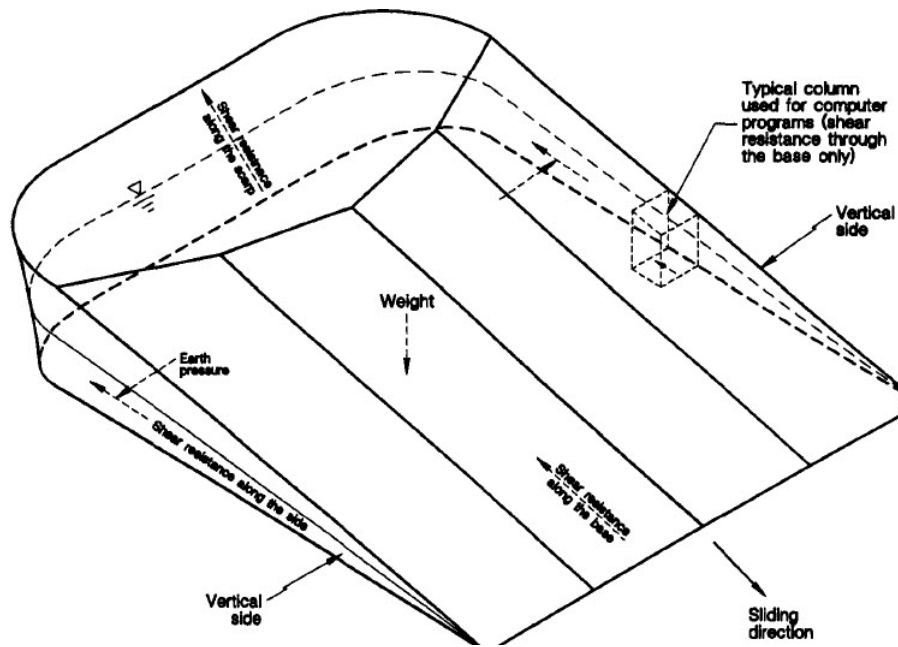 Typical column
used for computer
programs (shear
resistance through
the base only)
Shear resistance
along the scarp
Vertical
side
Weight
Earth
pressure
Shear resistance along the side
Shear resistance
along the base
Vertical
side
Sliding
direction